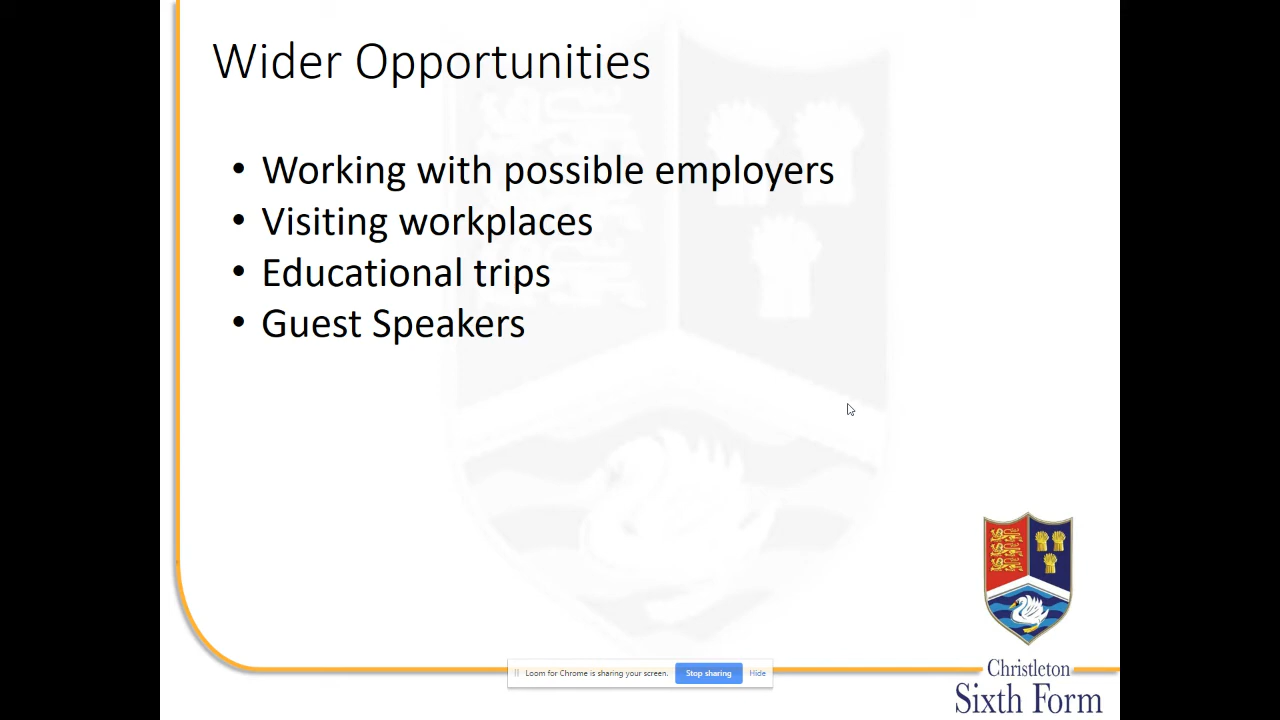 Wider Opportunities
• Working with possible employers
• Visiting workplaces
• Educational trips
• Guest Speakers
Loom for Chrome is sharing your screen. Stop sharing Hide
Christleton
Sixth Form